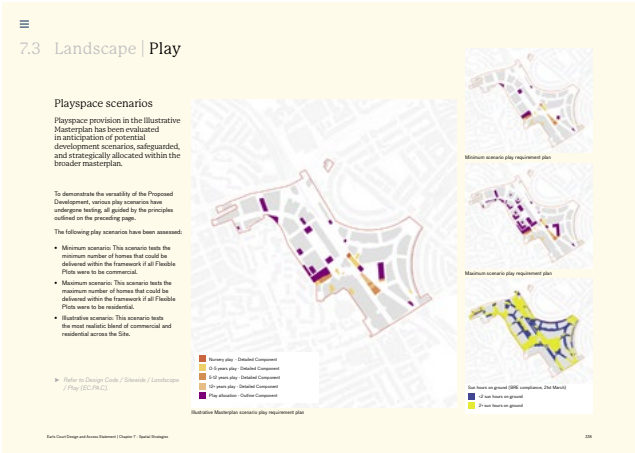 7.3 Landscape | Play
Playspace scenarios
Playspace provision in the Illustrative
Masterplan has been evaluated
in anticipation of potential
development scenarios, safeguarded,
and strategically allocated within the
broader masterplan.
To demonstrate the versatility of the Proposed
Development, various play scenarios have
undergone testing, all guided by the principles
outlined on the preceding page.
The following play scenarios have been assessed:
• Minimum scenario: This scenario tests the
minimum number of homes that could be
delivered within the framework if all Flexible
Plots were to be commercial.
• Maximum scenario: This scenario tests the
maximum number of homes that could be
delivered within the framework if all Flexible
Plots were to be residential.
• Illustrative scenario: This scenario tests
the most realistic blend of commercial and
residential across the Site.
► Refer to Design Code / Sitewide / Landscape
/ Play (EC.PA.C).
Nursery play - Detailed Component
0-5 years play - Detailed Component
5-12 years play - Detailed Component
12+ years play - Detailed Component
Play allocation - Outline Component
Illustrative Masterplan scenario play requirement plan
Minimum scenario play requirement plan
Maximum scenario play requirement plan
Sun hours on ground (BRE compliance, 21st March)
<2 sun hours on ground
2+ sun hours on ground
Earls Court Design and Access Statement | Chapter 7 - Spatial Strategies